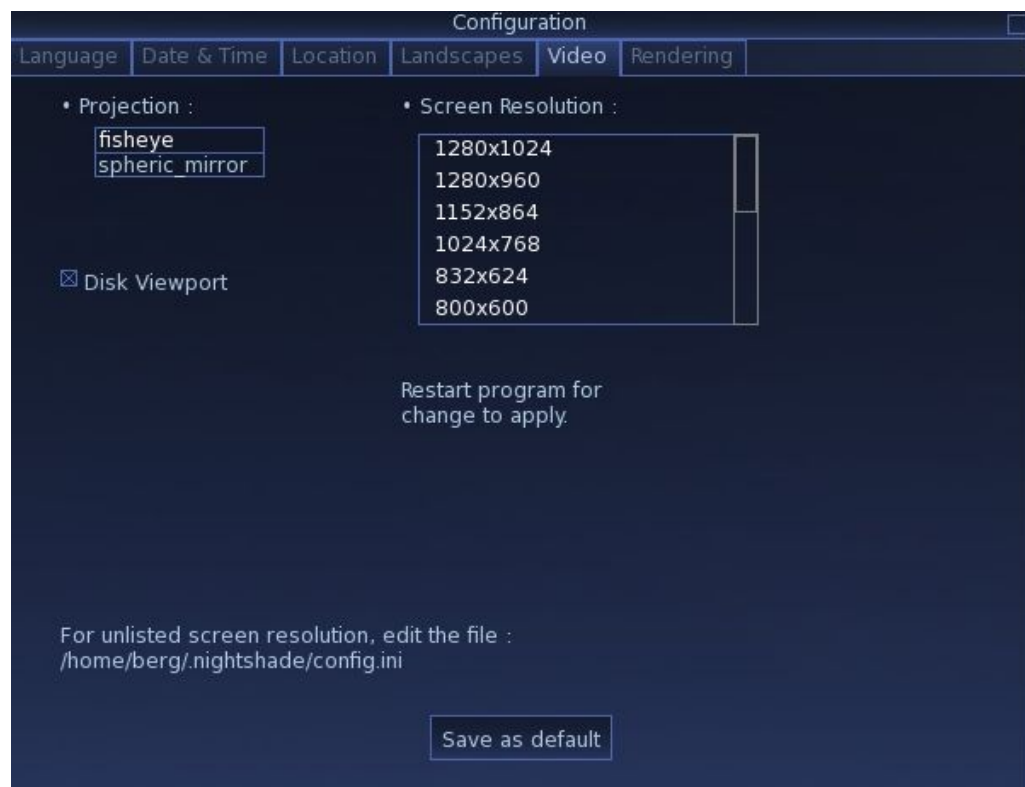 Configuration
Language Date & Time Location Landscapes Video Rendering
• Projection :
fisheye
spheric_mirror
Disk Viewport
• Screen Resolution :
1280x1024
1280x960
1152x864
1024x768
832x624
800x600
Restart program for
change to apply.
For unlisted screen resolution, edit the file :
/home/berg/.nightshade/config.ini
Save as default